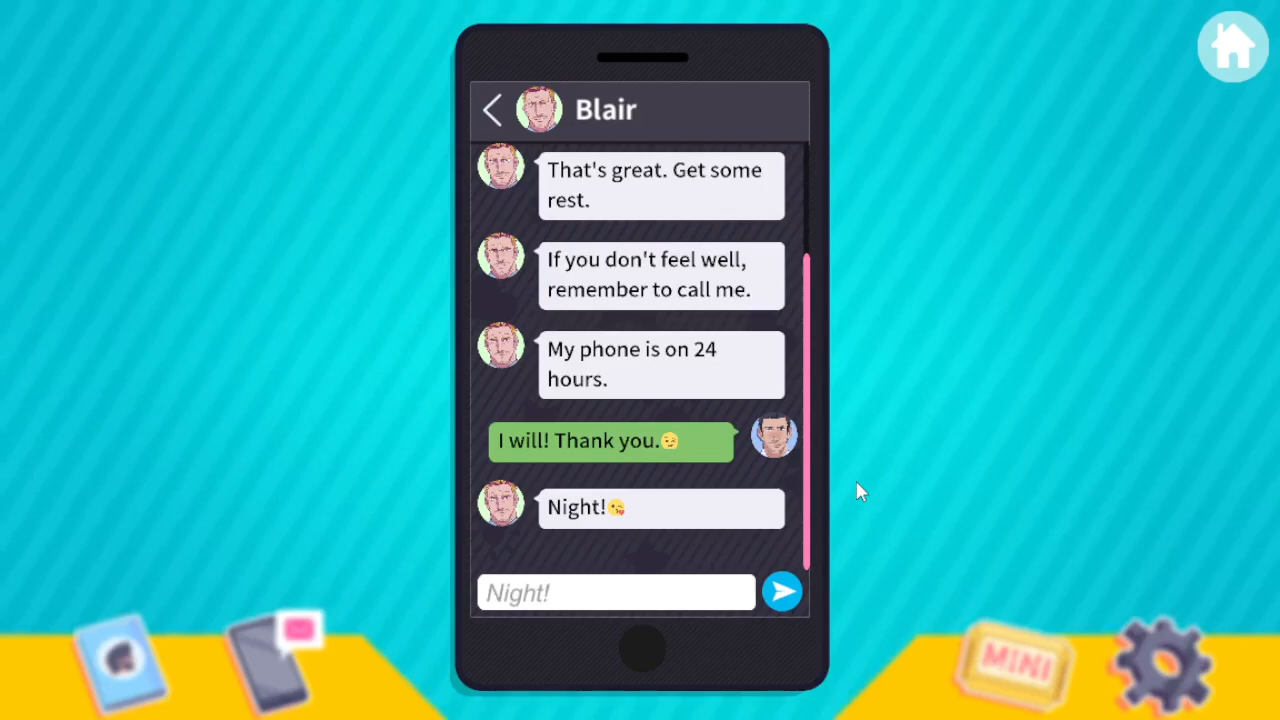 Blair
That's great. Get some
rest.
If you don't feel well,
remember to call me.
My phone is on 24
hours.
I will! Thank you.😏
Night!😘
Night!
MINI